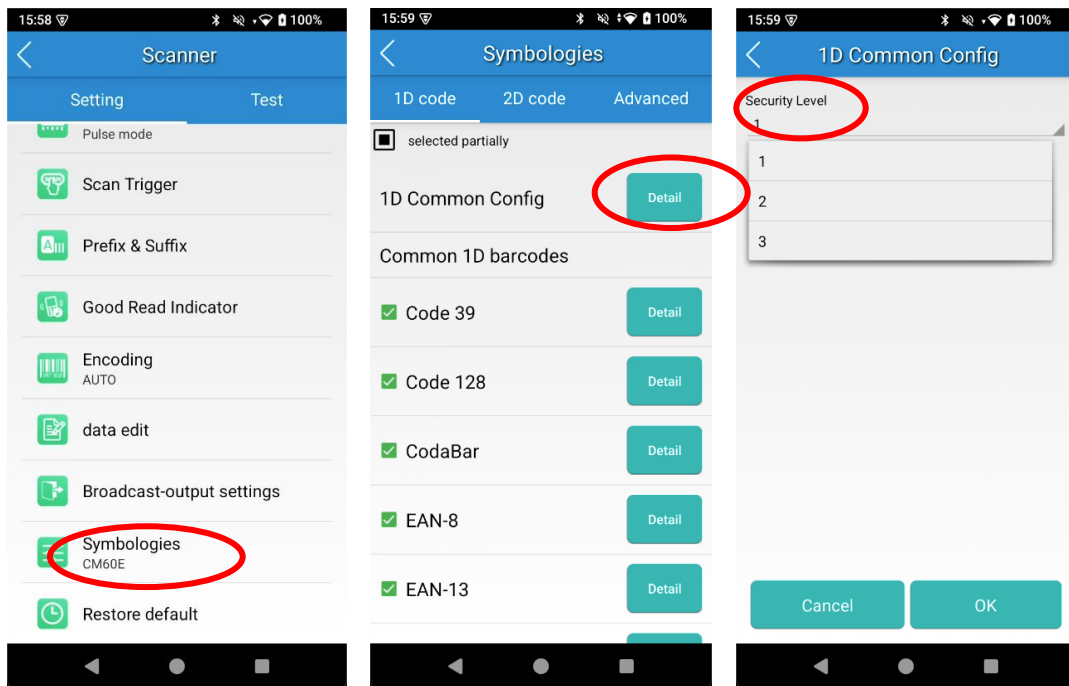 15:58
100%
Scanner
Setting
Test
Pulse mode
Scan Trigger
Prefix & Suffix
Good Read Indicator
Encoding
AUTO
data edit
Broadcast-output settings
Symbologies
CM60E
Restore default
15:59
100%
Symbologies
1D code
2D code
Advanced
selected partially
1D Common Config
Detail
Common 1D barcodes
Code 39
Detail
Code 128
Detail
CodaBar
Detail
EAN-8
Detail
EAN-13
Detail
15:59
100%
1D Common Config
Security Level
1
1
2
3
Cancel
OK